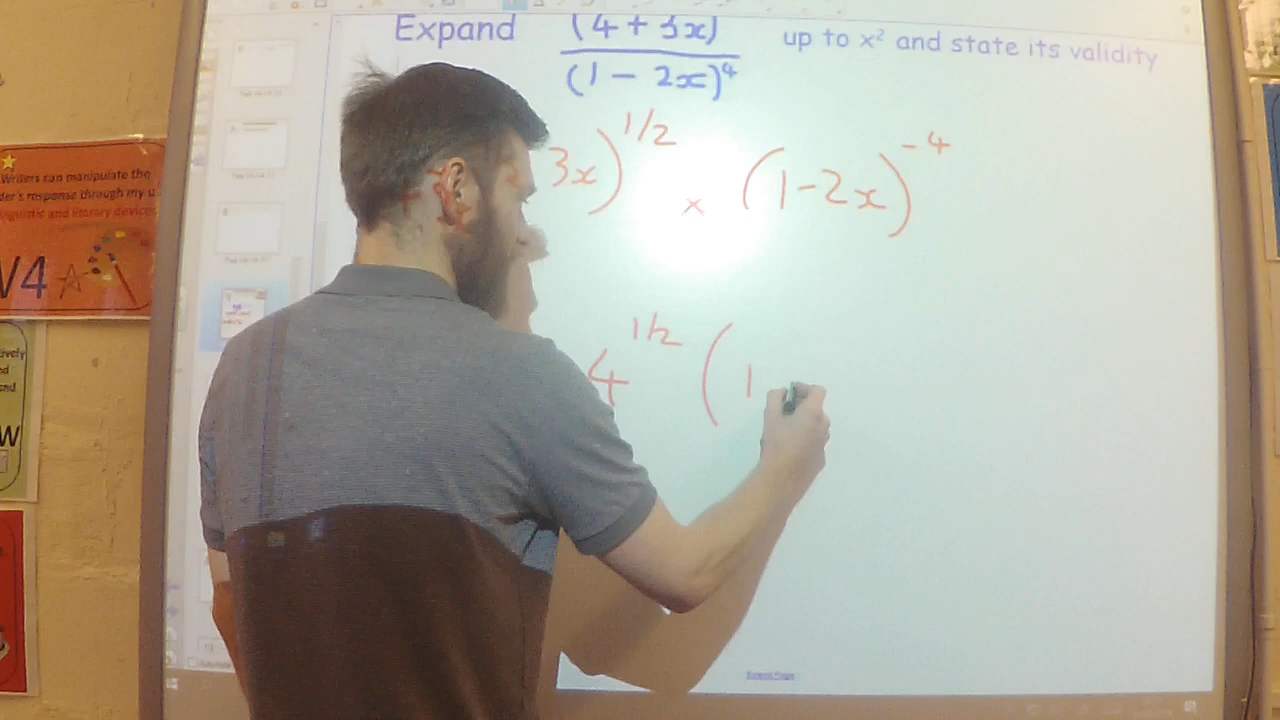 Expand (4 + 3x) / (1 - 2x)⁴ up to x² and state its validity
3x)^1/2 × (1-2x)^-4
4^1/2 (1
Writers can manipulate the
der's response through my u
linguistic and literary devices
V4
W